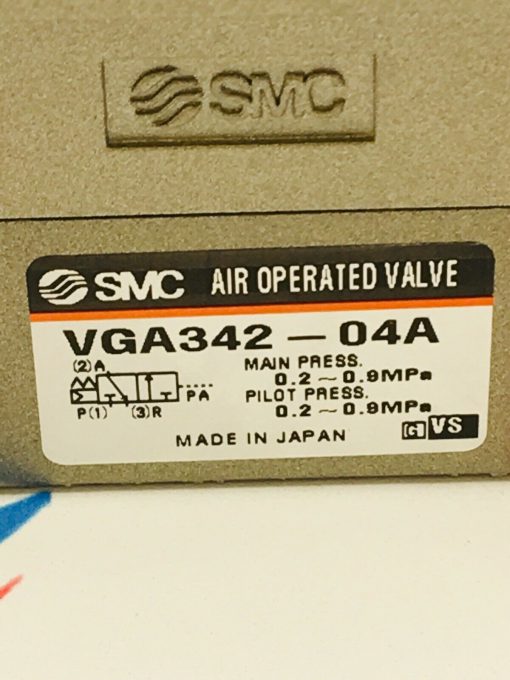 SMC
SMC AIR OPERATED VALVE
VGA342-04A
(2)A
PA
P(1) (3)R
MAIN PRESS.
0.2~0.9MPa
PILOT PRESS.
0.2~0.9MPa
MADE IN JAPAN
[G] VS